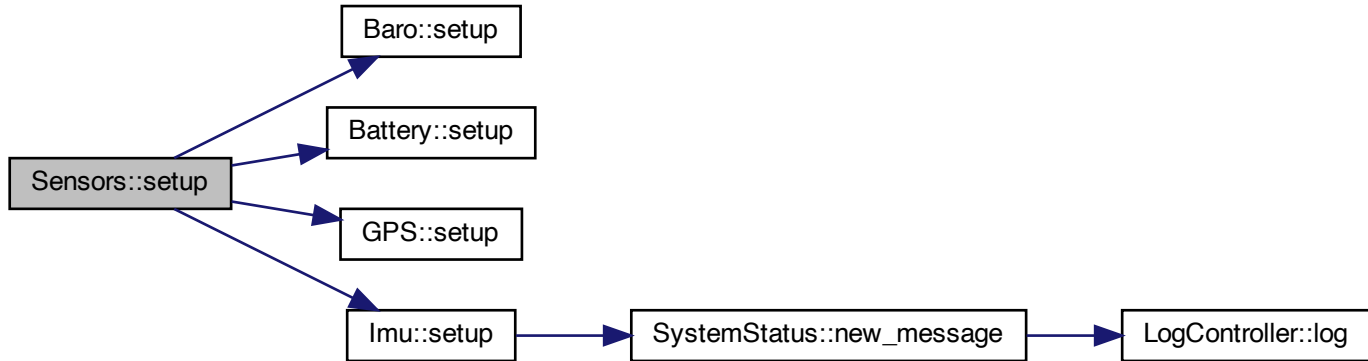 Baro::setup
Battery::setup
Sensors::setup
GPS::setup
Imu::setup
SystemStatus::new_message
LogController::log